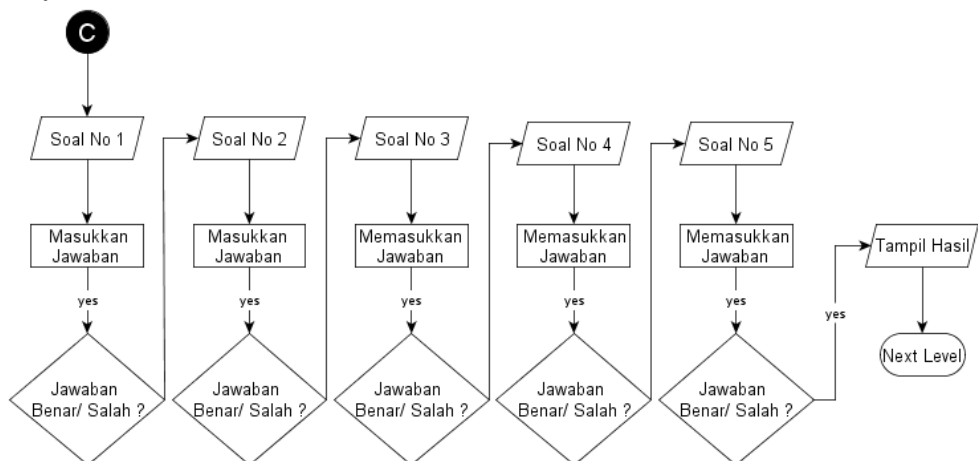 C
Soal No 1
Soal No 2
Soal No 3
Soal No 4
Soal No 5
Masukkan
Jawaban
Masukkan
Jawaban
Memasukkan
Jawaban
Memasukkan
Jawaban
Memasukkan
Jawaban
Tampil Hasil
yes
yes
yes
yes
yes
yes
Next Level
Jawaban
Benar/ Salah ?
Jawaban
Benar/ Salah ?
Jawaban
Benar/ Salah ?
Jawaban
Benar/ Salah ?
Jawaban
Benar/ Salah ?